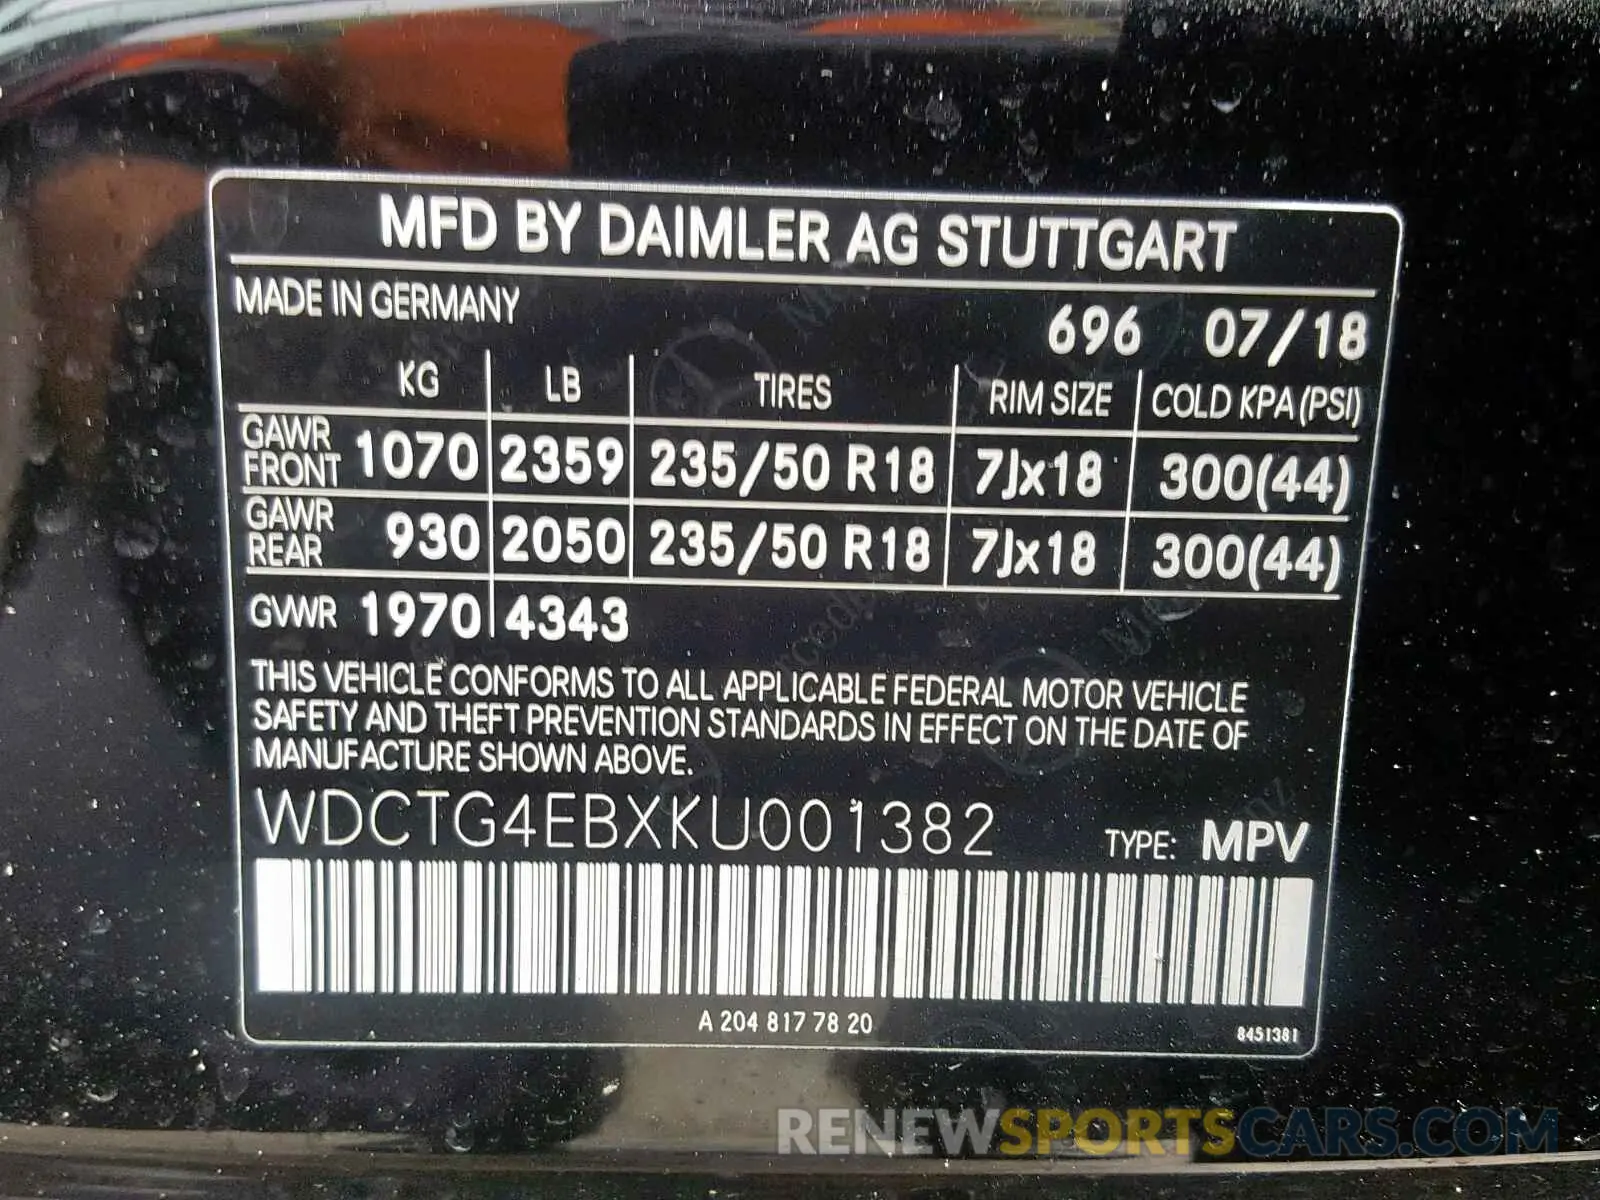 MFD BY DAIMLER AG STUTTGART
MADE IN GERMANY
696 07/18
KG LB TIRES RIM SIZE COLD KPA(PSI)
GAWR FRONT 1070 2359 235/50 R18 7Jx18 300(44)
GAWR REAR 930 2050 235/50 R18 7Jx18 300(44)
GVWR 1970 4343
THIS VEHICLE CONFORMS TO ALL APPLICABLE FEDERAL MOTOR VEHICLE
SAFETY AND THEFT PREVENTION STANDARDS IN EFFECT ON THE DATE OF
MANUFACTURE SHOWN ABOVE.
WDCTG4EBXKU001382 TYPE: MPV
A 204 817 78 20
8451381
RENEWSPORTSCARS.COM